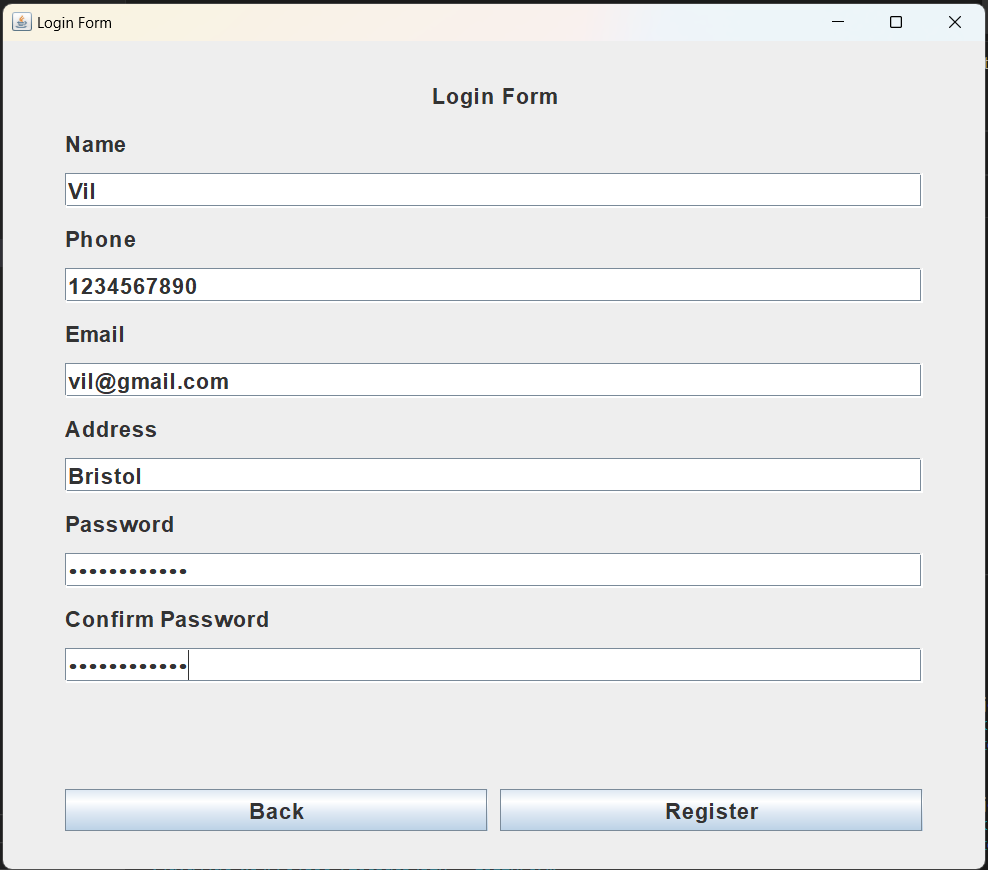 Login Form
Login Form
Name
Vil
Phone
1234567890
Email
vil@gmail.com
Address
Bristol
Password
••••••••••••
Confirm Password
••••••••••••
Back Register